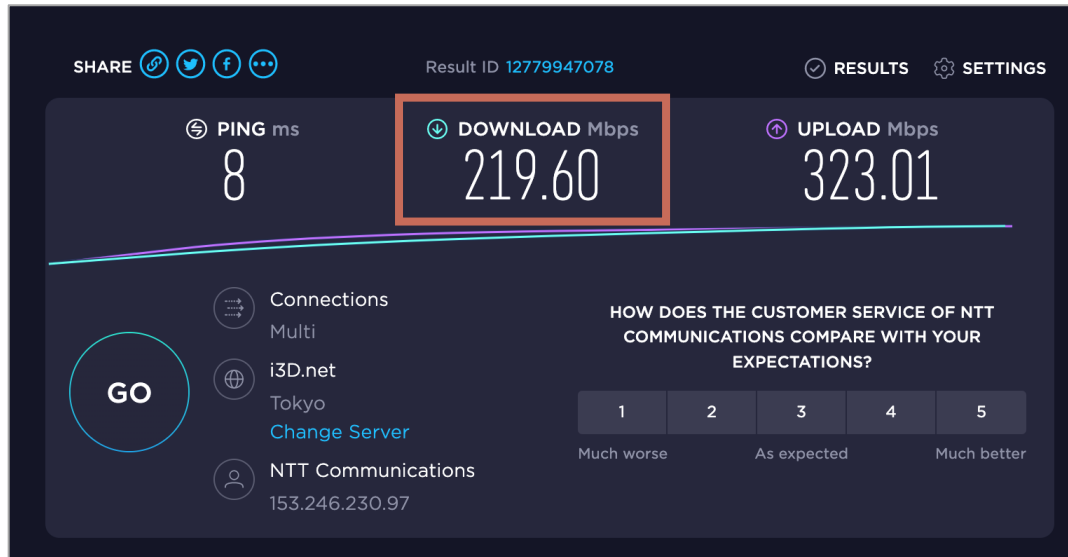 SHARE
Result ID 12779947078
RESULTS
SETTINGS
PING ms
8
DOWNLOAD Mbps
219.60
UPLOAD Mbps
323.01
GO
Connections
Multi
i3D.net
Tokyo
Change Server
NTT Communications
153.246.230.97
HOW DOES THE CUSTOMER SERVICE OF NTT
COMMUNICATIONS COMPARE WITH YOUR
EXPECTATIONS?
1 2 3 4 5
Much worse As expected Much better